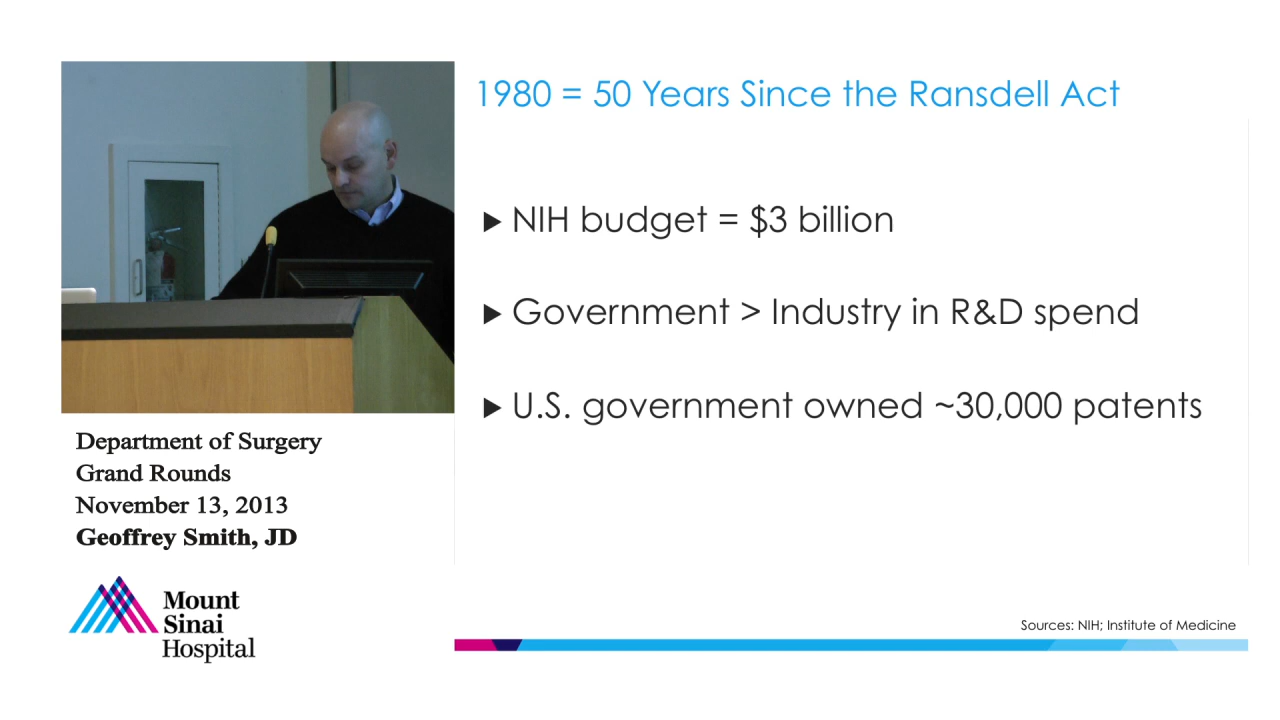 1980 = 50 Years Since the Ransdell Act
▶ NIH budget = $3 billion
▶ Government > Industry in R&D spend
▶ U.S. government owned ~30,000 patents
Department of Surgery
Grand Rounds
November 13, 2013
Geoffrey Smith, JD
Mount
Sinai
Hospital
Sources: NIH; Institute of Medicine